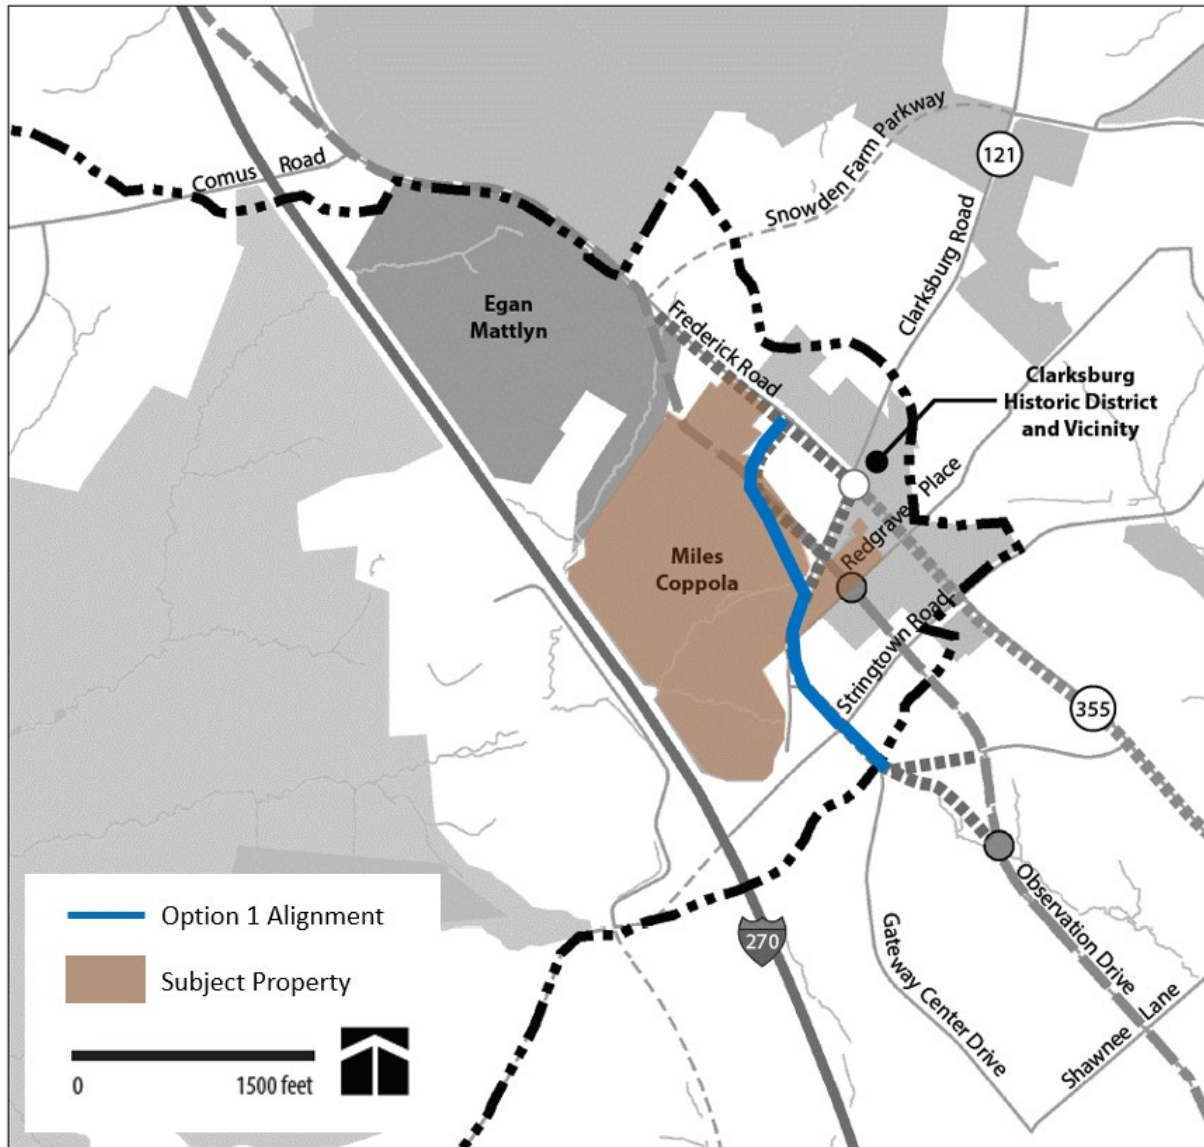 Comus Road
Snowden Farm Parkway
121
Clarksburg Road
Egan
Mattlyn
Frederick Road
Clarksburg
Historic District
and Vicinity
Redgrave Place
Miles
Coppola
Stringtown Road
355
Observation Drive
Gateway Center Drive
Shawnee Lane
270
Option 1 Alignment
Subject Property
0 1500 feet